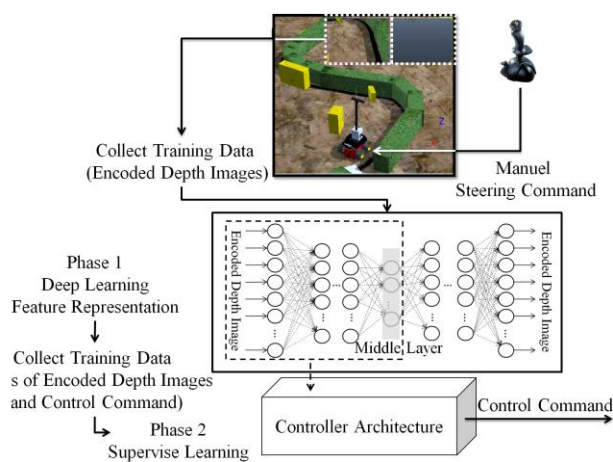 Z
Collect Training Data
(Encoded Depth Images)
Manuel
Steering Command
Encoded Depth Image
Encoded Depth Image
Middle Layer
Phase 1
Deep Learning
Feature Representation
Collect Training Data
s of Encoded Depth Images
and Control Command)
Phase 2
Supervise Learning
Controller Architecture
Control Command